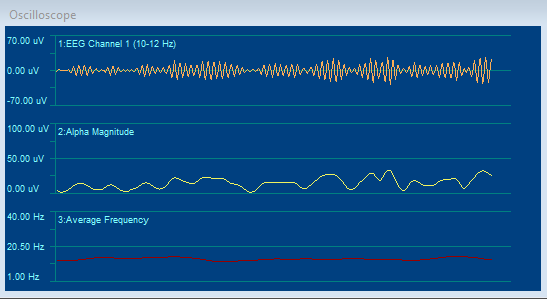 Oscilloscope
70.00 uV
1:EEG Channel 1 (10-12 Hz)
0.00 uV
-70.00 uV
100.00 uV
2:Alpha Magnitude
50.00 uV
0.00 uV
40.00 Hz
3:Average Frequency
20.50 Hz
1.00 Hz